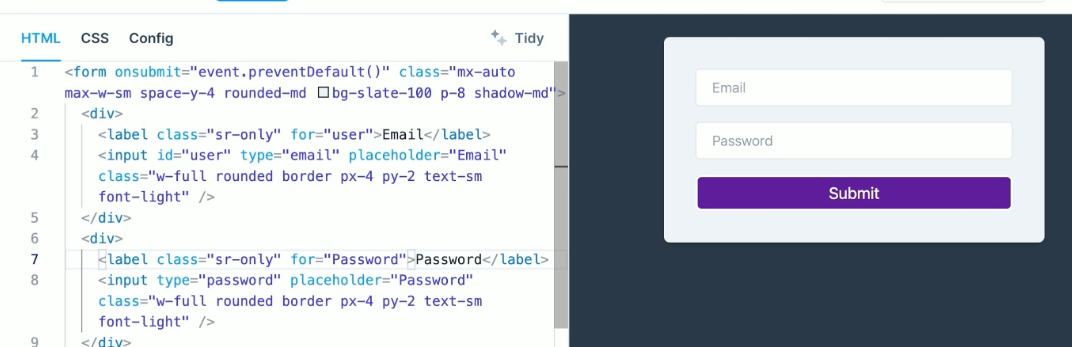 HTML CSS Config Tidy
1 <form onsubmit="event.preventDefault()" class="mx-auto
max-w-sm space-y-4 rounded-md bg-slate-100 p-8 shadow-md">
2 <div>
3 <label class="sr-only" for="user">Email</label>
4 <input id="user" type="email" placeholder="Email"
class="w-full rounded border px-4 py-2 text-sm
font-light" />
5 </div>
6 <div>
7 <label class="sr-only" for="Password">Password</label>
8 <input type="password" placeholder="Password"
class="w-full rounded border px-4 py-2 text-sm
font-light" />
9 </div>
Email
Password
Submit